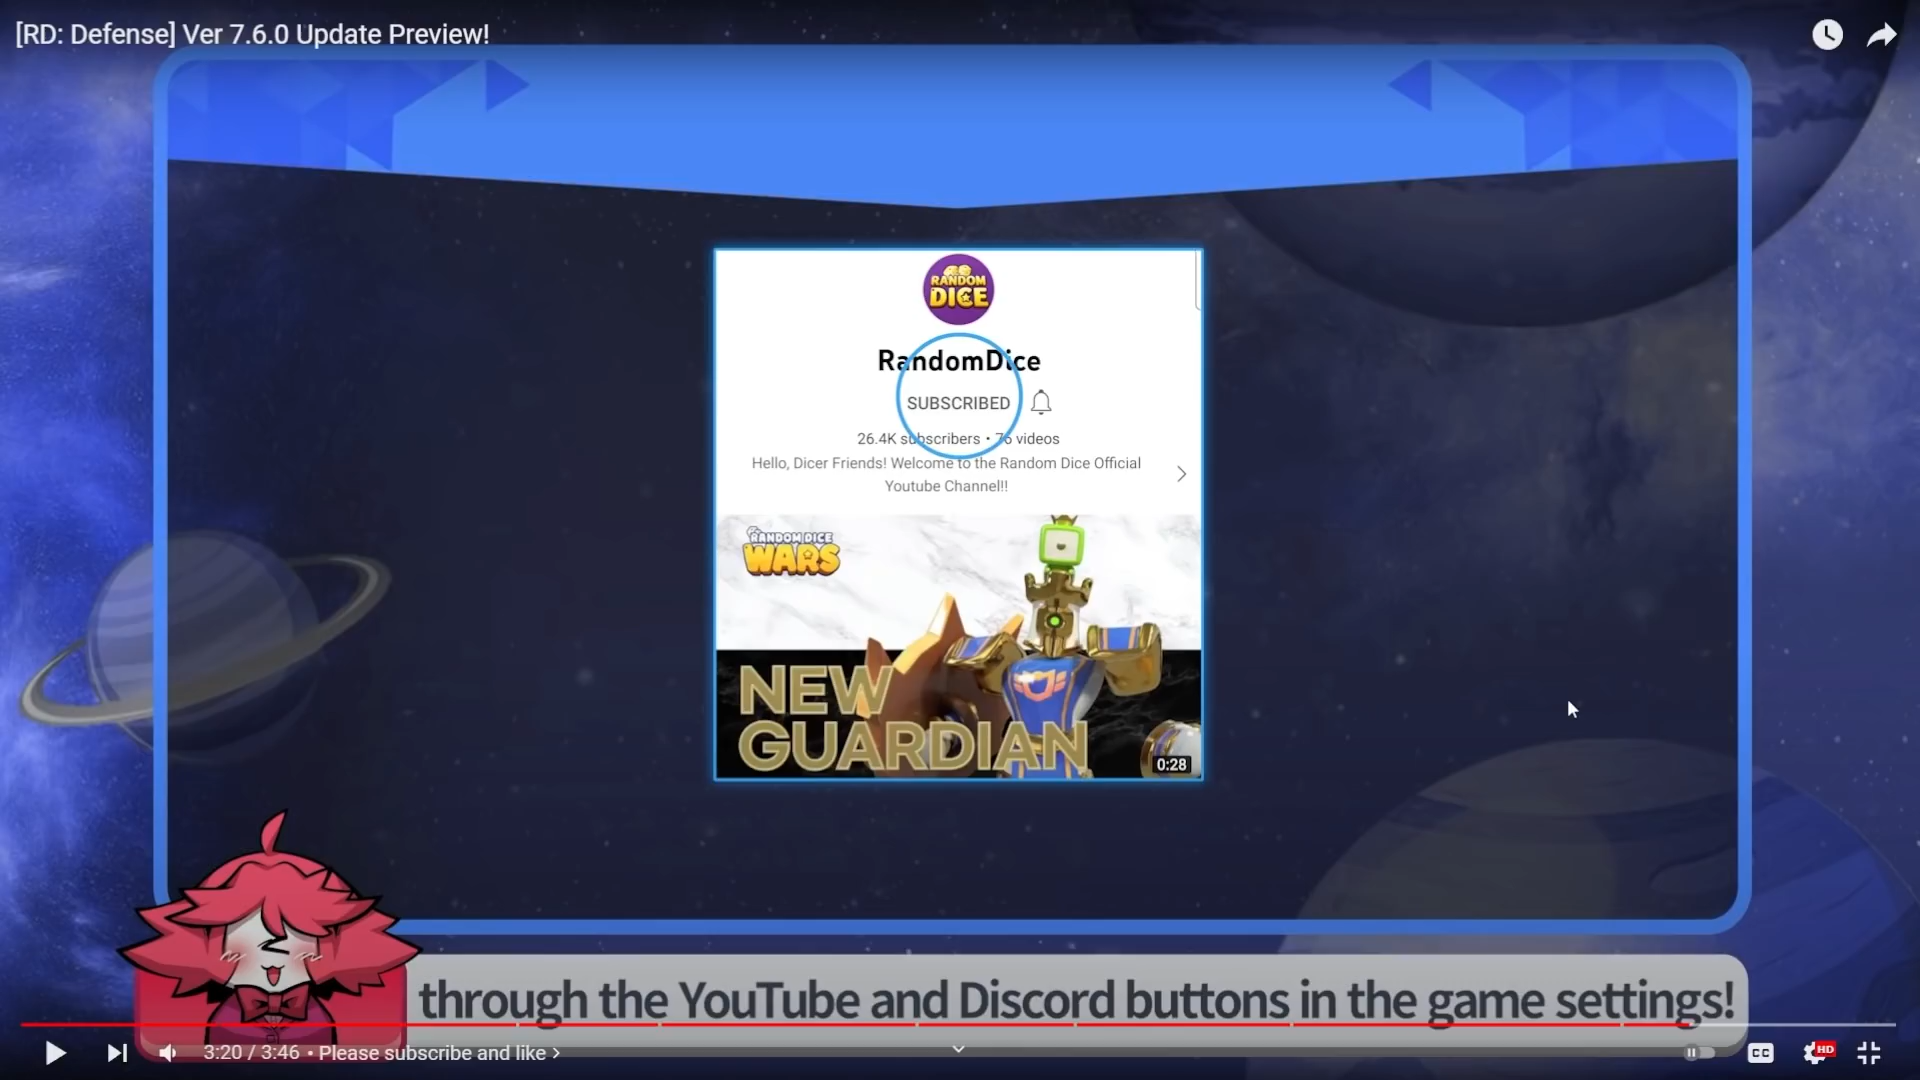 [RD: Defense] Ver 7.6.0 Update Preview!
RANDOM
DICE
RandomDice
SUBSCRIBED
26.4K subscribers • 76 videos
Hello, Dicer Friends! Welcome to the Random Dice Official
Youtube Channel!!
RANDOM DICE
WARS
NEW
GUARDIAN
0:28
through the YouTube and Discord buttons in the game settings!
3:20 / 3:46 • Please subscribe and like >
CC
HD